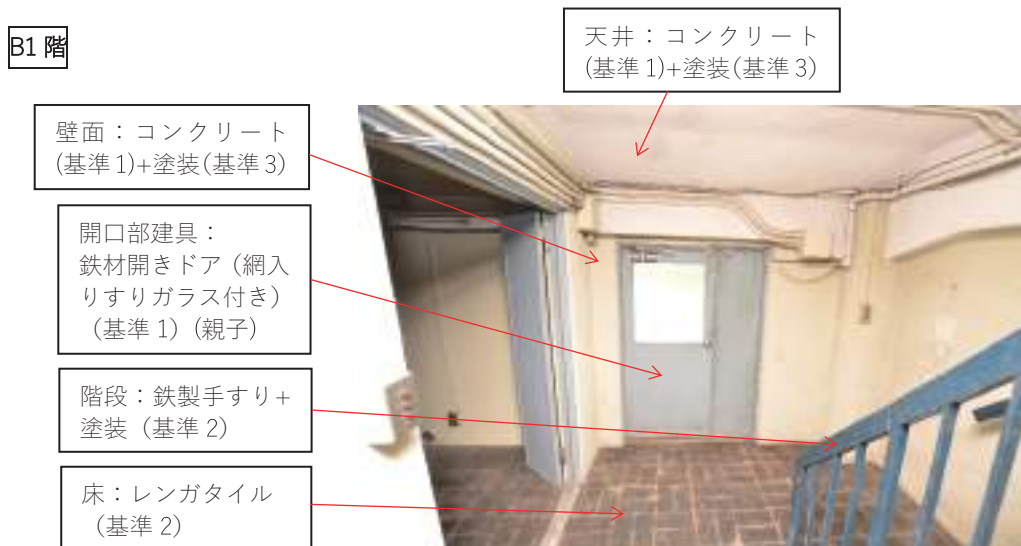 B1 階
天井：コンクリート
(基準 1)+塗装(基準 3)
壁面：コンクリート
(基準 1)+塗装(基準 3)
開口部建具：
鉄材開きドア（網入
りすりガラス付き）
（基準 1）(親子）
階段：鉄製手すり+
塗装（基準 2）
床：レンガタイル
（基準 2）